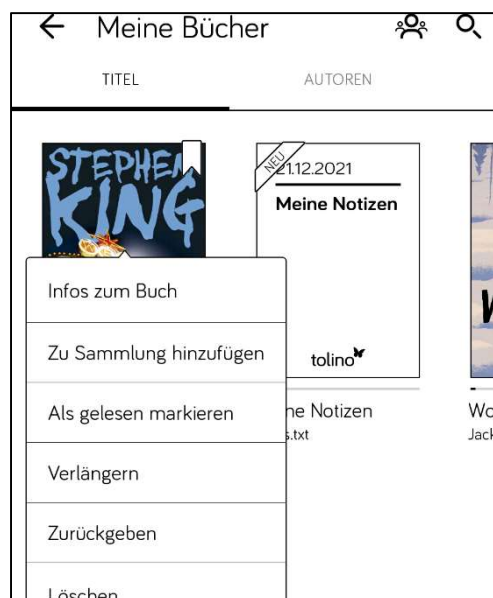 Meine Bücher
TITEL
AUTOREN
STEPHEN
KING
NEU
21.12.2021
Meine Notizen
tolino
Infos zum Buch
Zu Sammlung hinzufügen
Als gelesen markieren
Verlängern
Zurückgeben
Löschen
ne Notizen
s.txt
Wo
Jack